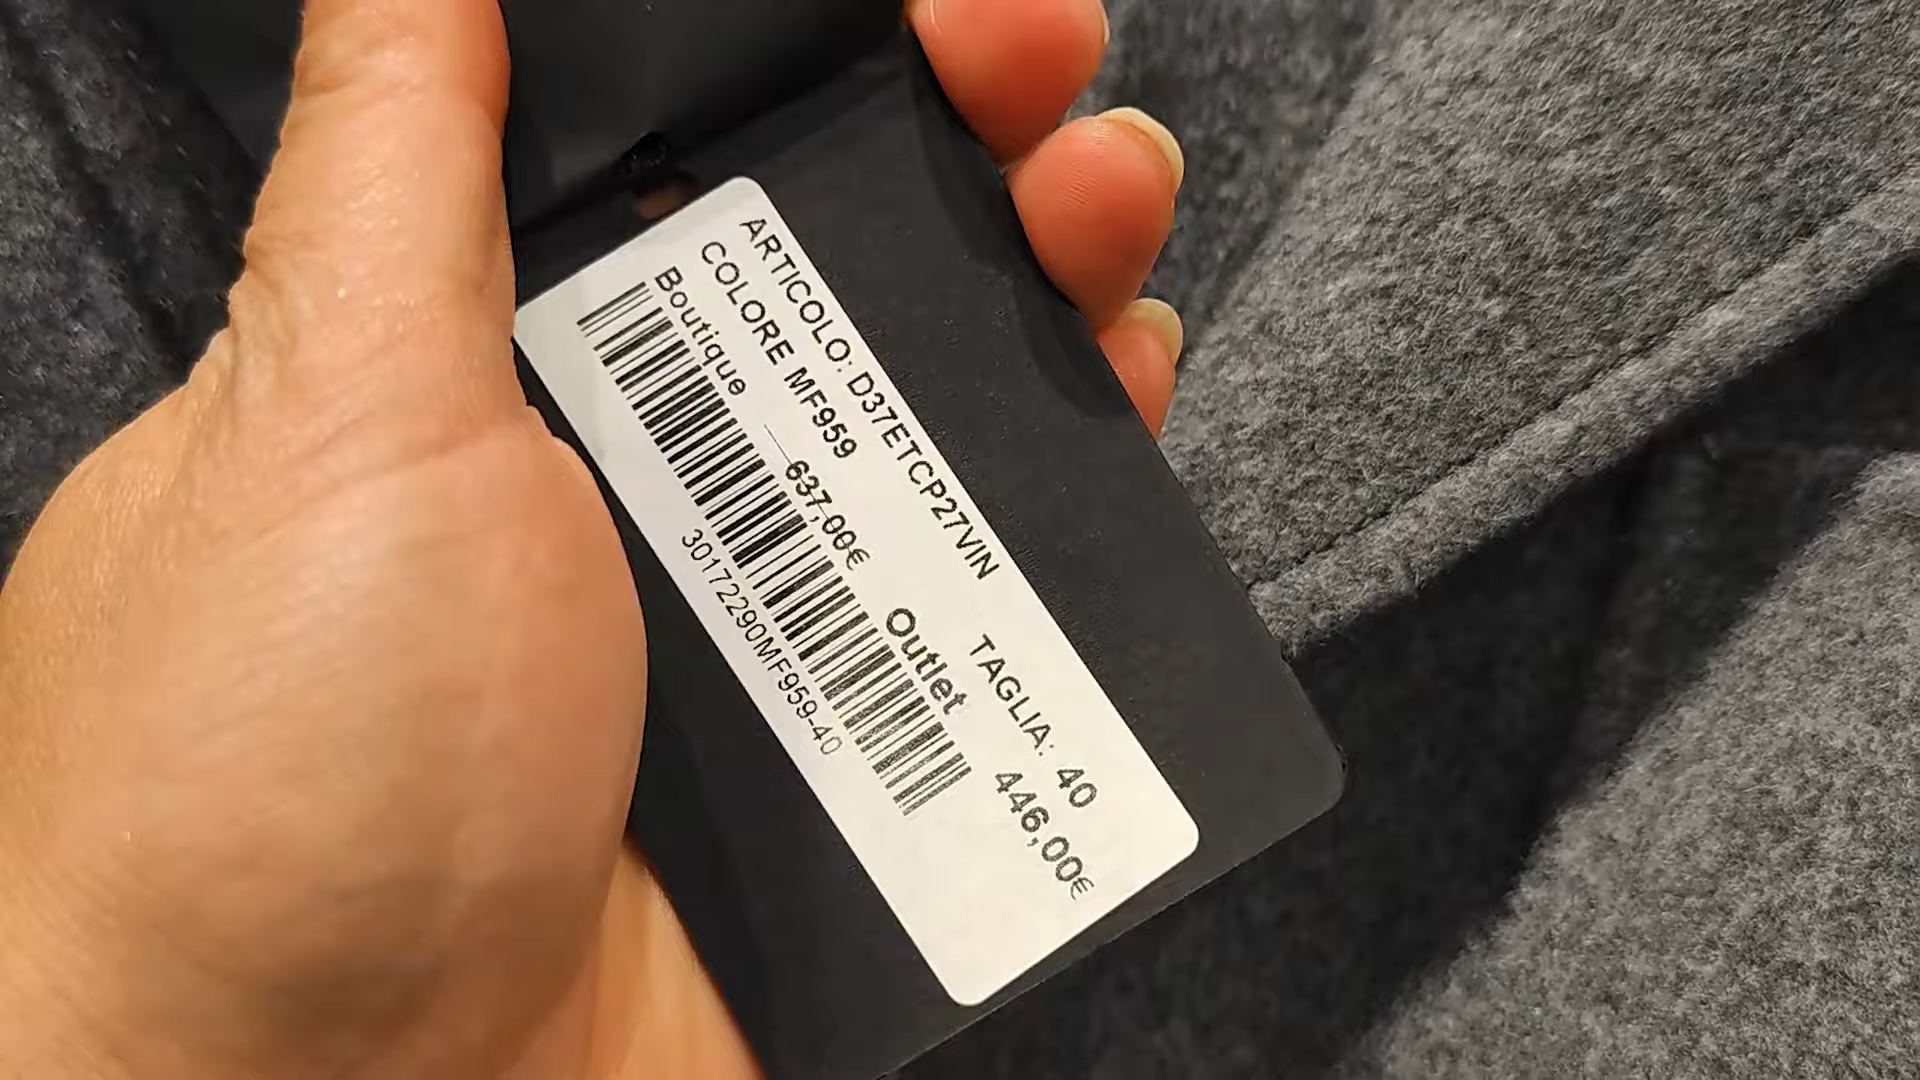 ARTICOLO: D37ETCP27VIN TAGLIA: 40
COLORE MF959
Boutique 637,00€ Outlet 446,00€
30172290MF959-40